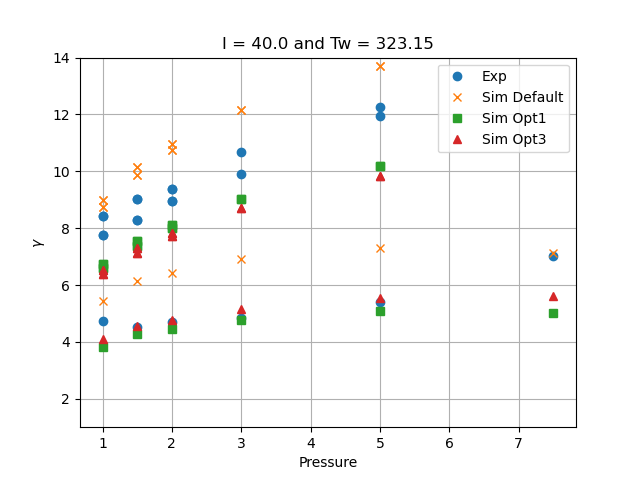 I = 40.0 and Tw = 323.15
14
12
10
8
6
4
2
γ
1
2
3
4
5
6
7
Pressure
Exp
Sim Default
Sim Opt1
Sim Opt3